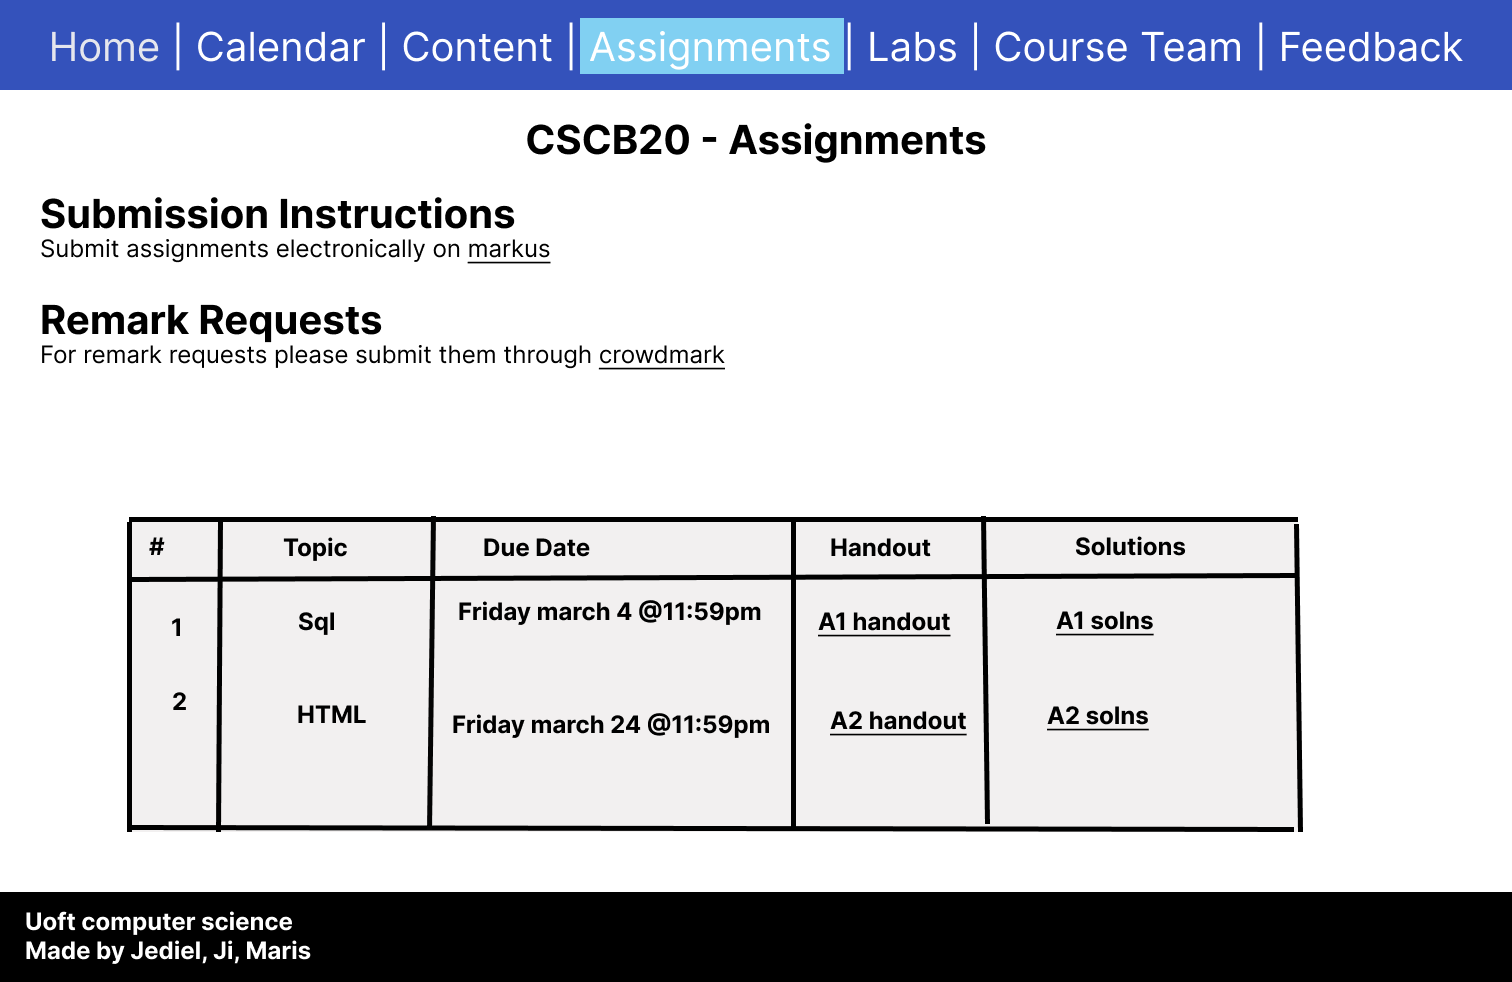 Home | Calendar | Content | Assignments | Labs | Course Team | Feedback
CSCB20 - Assignments
Submission Instructions
Submit assignments electronically on markus
Remark Requests
For remark requests please submit them through crowdmark
# Topic Due Date Handout Solutions
1 Sql Friday march 4 @11:59pm A1 handout A1 solns
2 HTML Friday march 24 @11:59pm A2 handout A2 solns
Uoft computer science
Made by Jediel, Ji, Maris